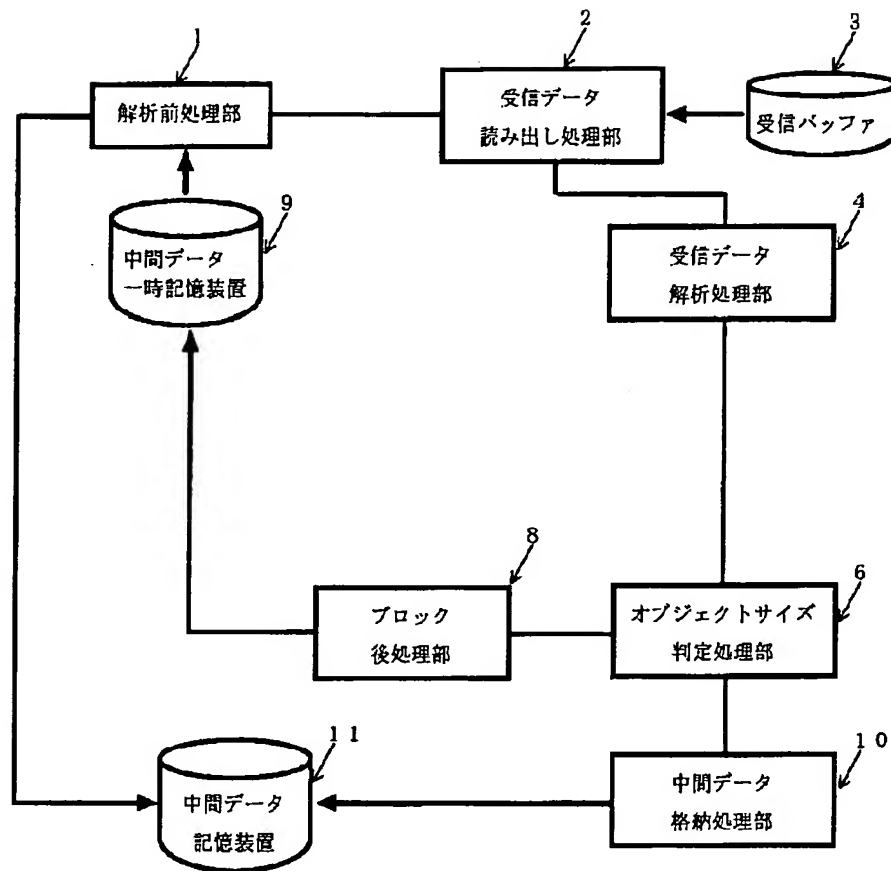 1
2
3
解析前処理部
受信データ
読み出し処理部
受信バッファ
9
中間データ
一時記憶装置
4
受信データ
解析処理部
8
ブロック
後処理部
6
オブジェクトサイズ
判定処理部
11
中間データ
記憶装置
10
中間データ
格納処理部